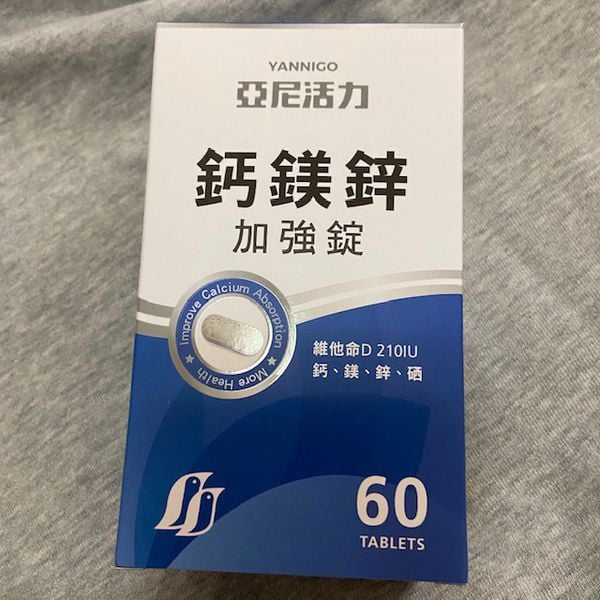 YANNIGO
亞尼活力
鈣鎂鋅
加強錠
Improve Calcium Absorption
★ More Health ★
維他命D 210IU
鈣、鎂、鋅、硒
60
TABLETS